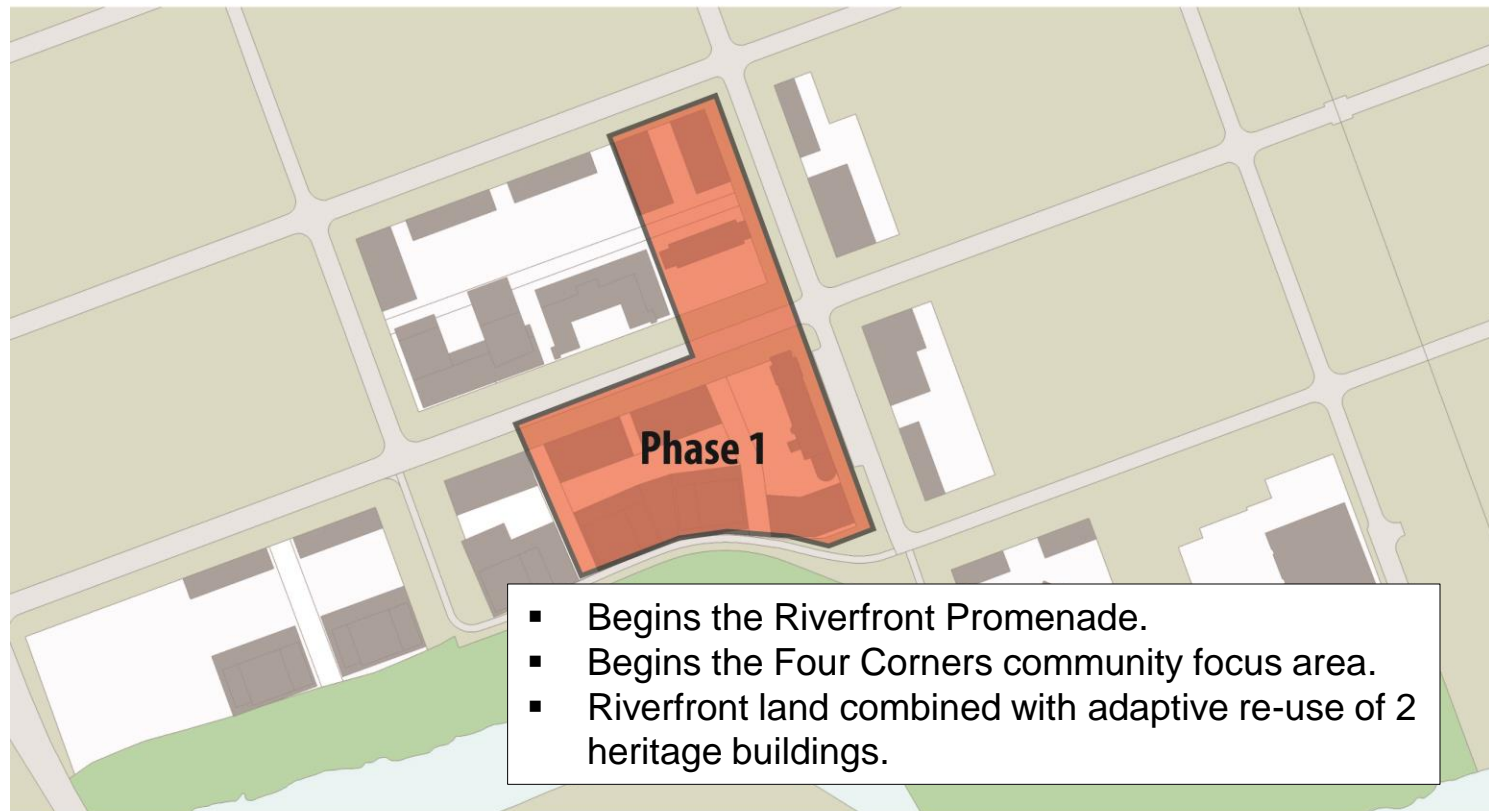 Phase 1
▪ Begins the Riverfront Promenade.
▪ Begins the Four Corners community focus area.
▪ Riverfront land combined with adaptive re-use of 2
heritage buildings.